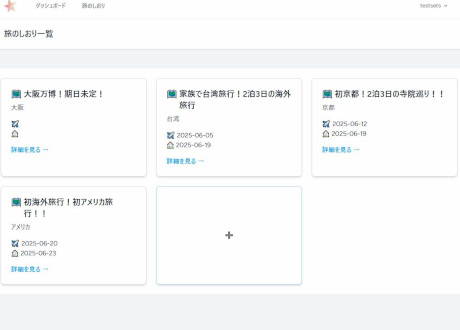 ダッシュボード 旅のしおり testsets
旅のしおり一覧
大阪万博!期日未定!
大阪
詳細を見る →
家族で台湾旅行!2泊3日の海外
旅行
台湾
2025-06-05
2025-06-19
詳細を見る →
初京都!2泊3日の寺院巡り!!
京都
2025-06-12
2025-06-19
詳細を見る →
初海外旅行!初アメリカ旅
行!!
アメリカ
2025-06-20
2025-06-23
詳細を見る →
+